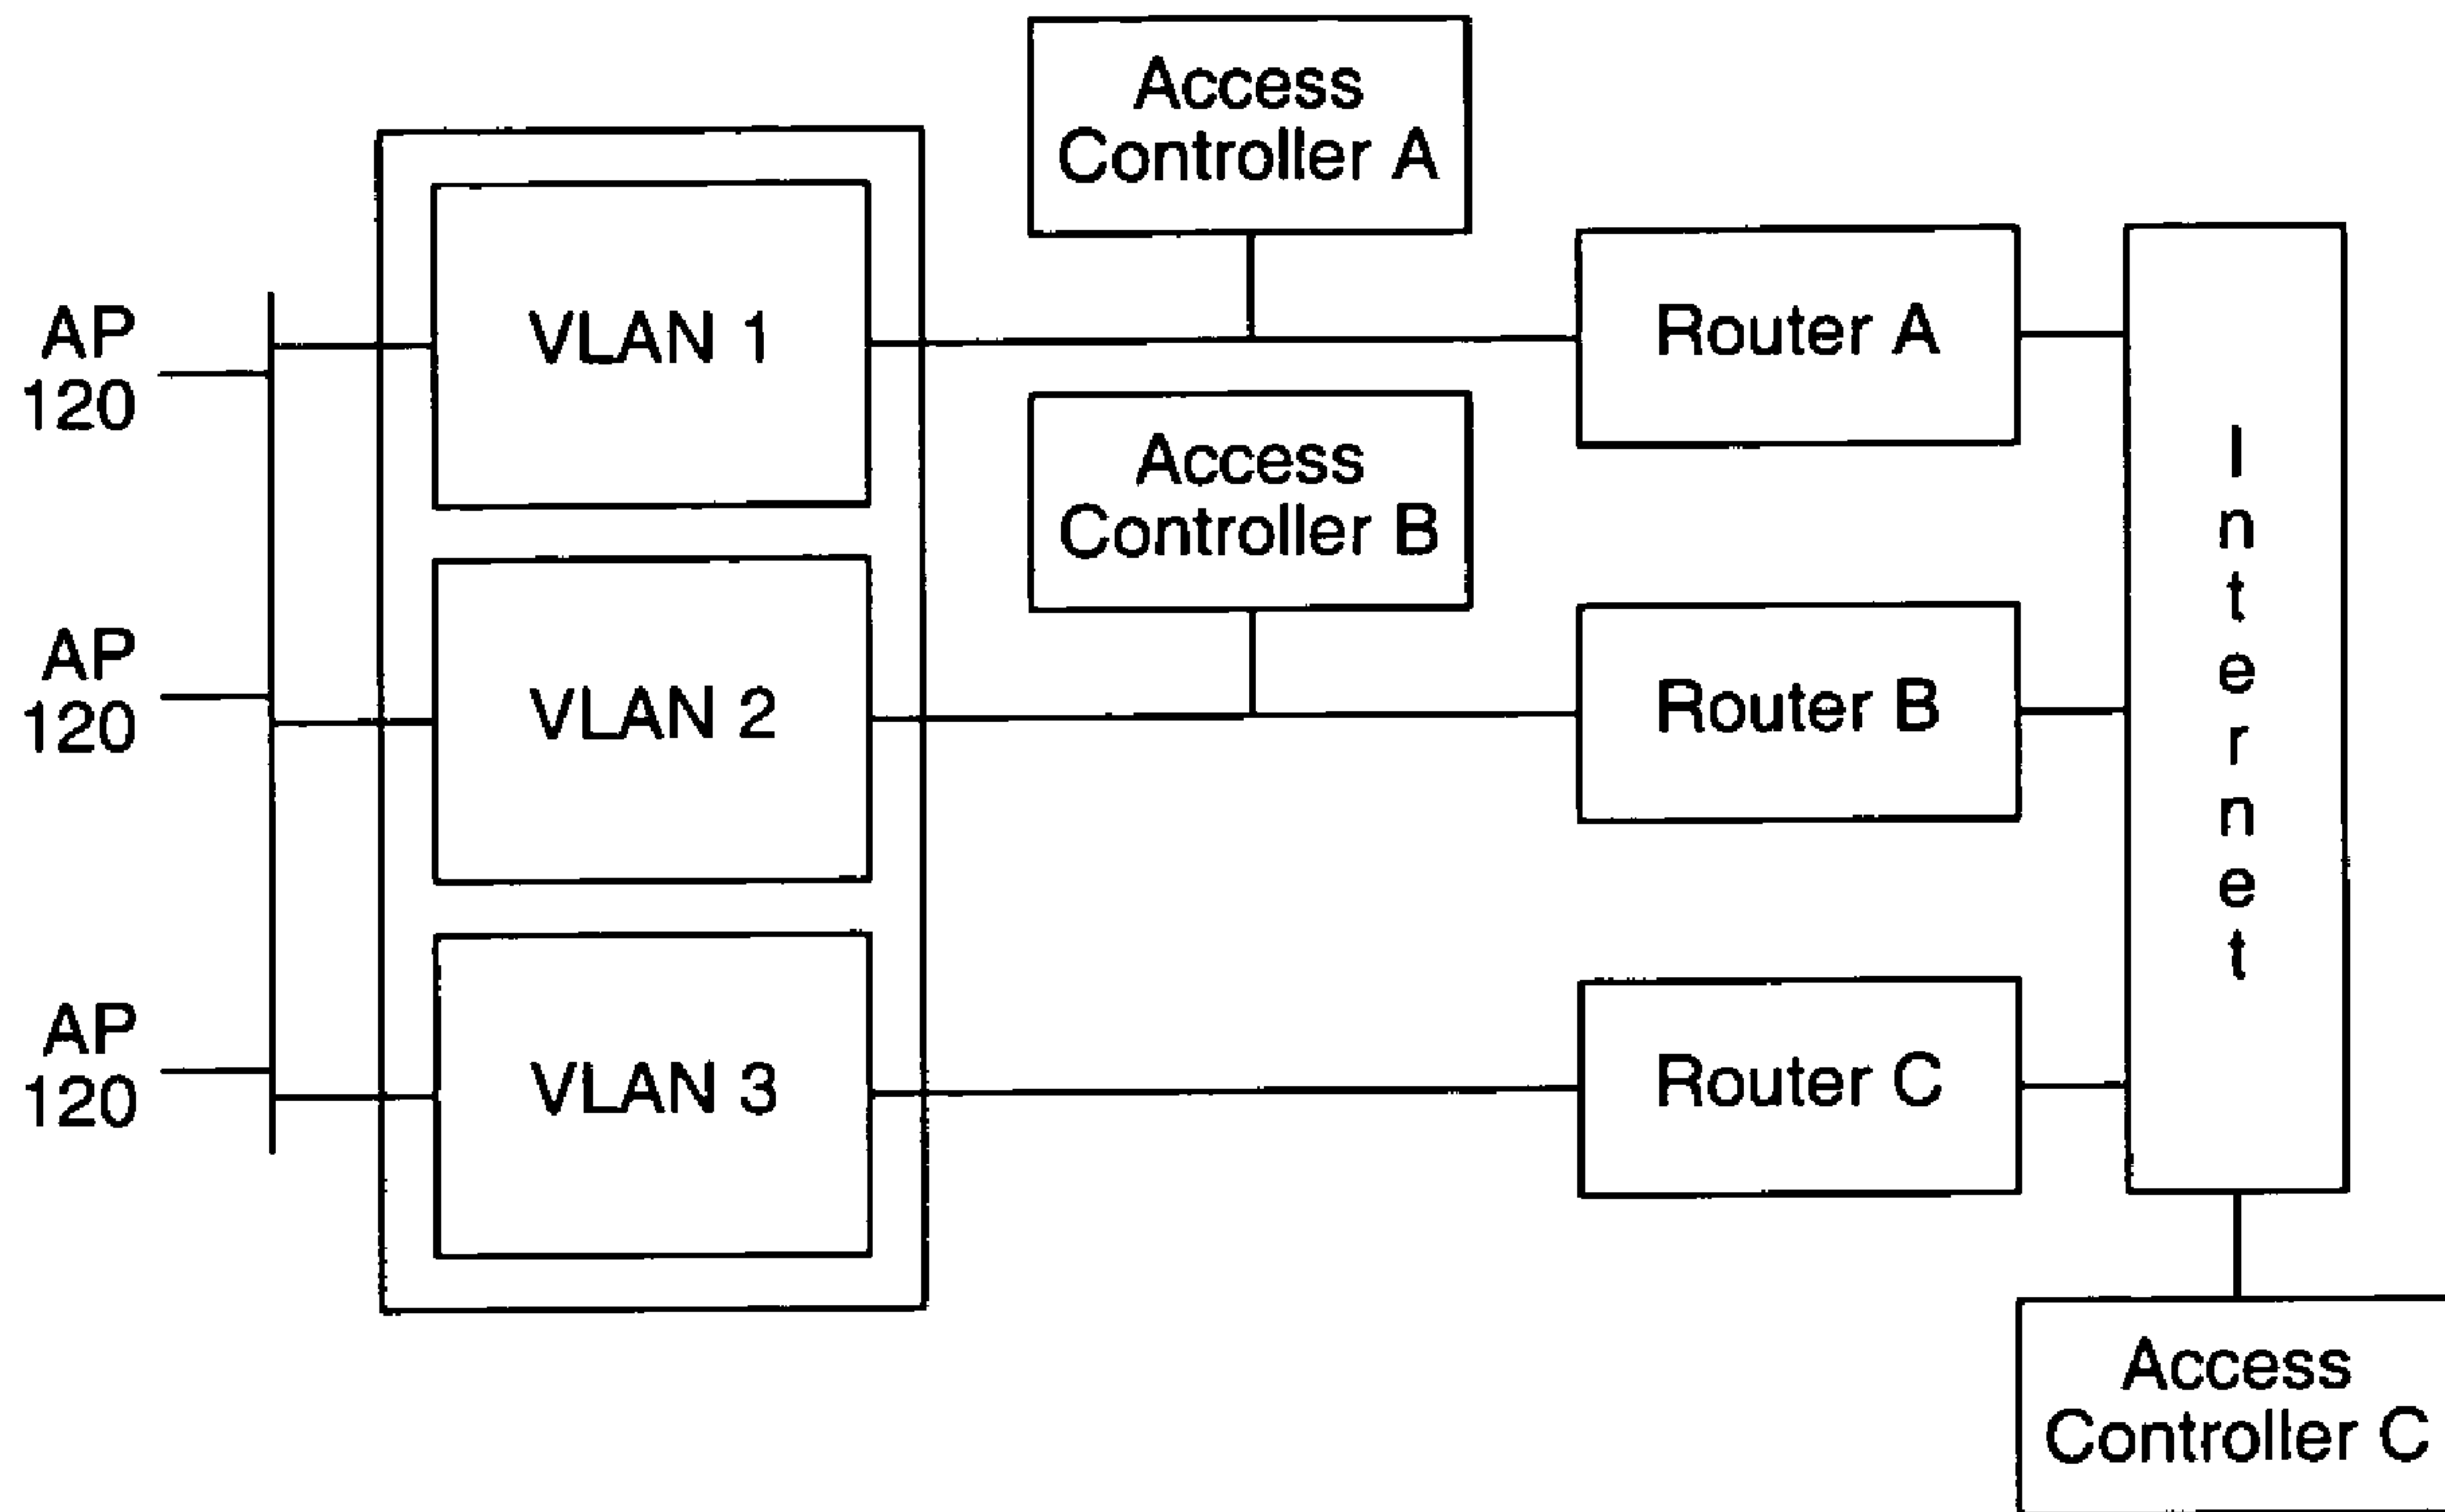 Access
Controller A
AP
120
VLAN 1
Router A
Access
Controller B
AP
120
VLAN 2
Router B
Internet
AP
120
VLAN 3
Router C
Access
Controller C